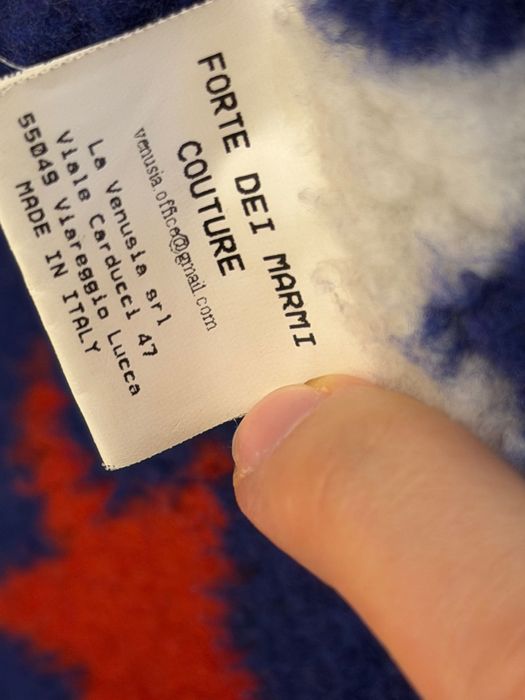 FORTE DEI MARMI
COUTURE
venusia.office@gmail.com
La Venusia srl
Viale Carducci 47
55049 Viareggio Lucca
MADE IN ITALY